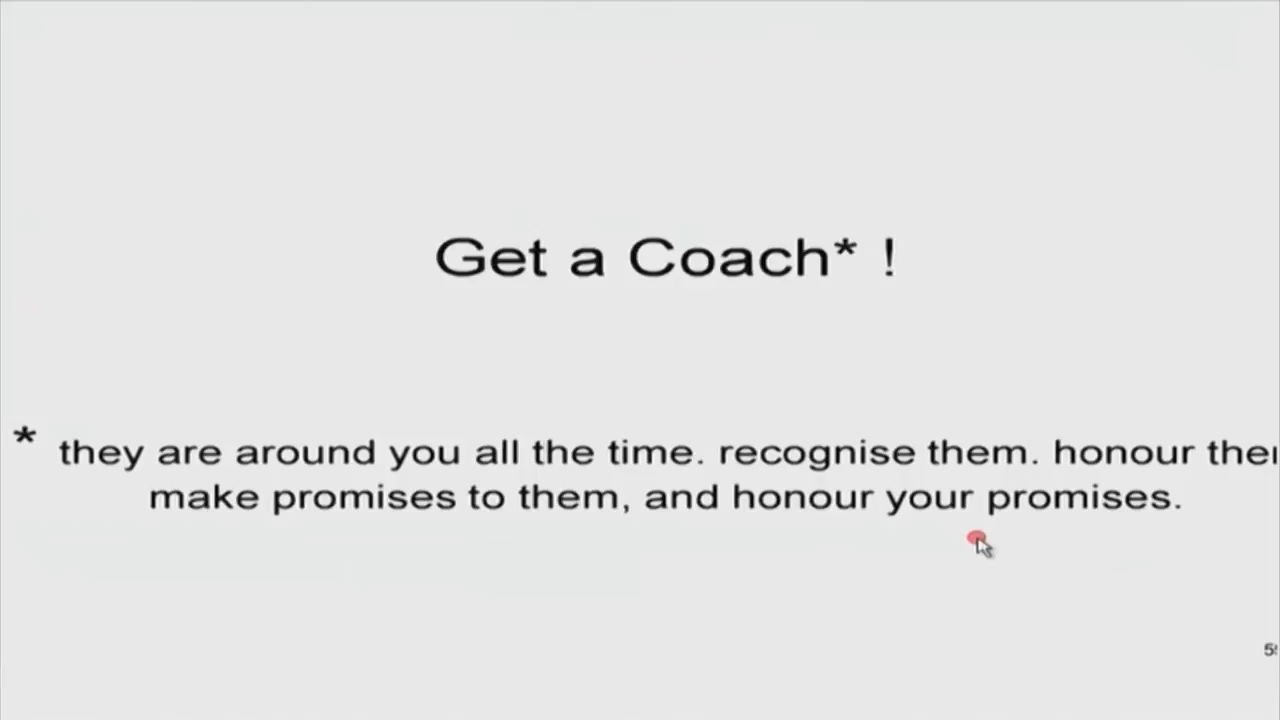 Get a Coach* !
* they are around you all the time. recognise them. honour
make promises to them, and honour your promises.